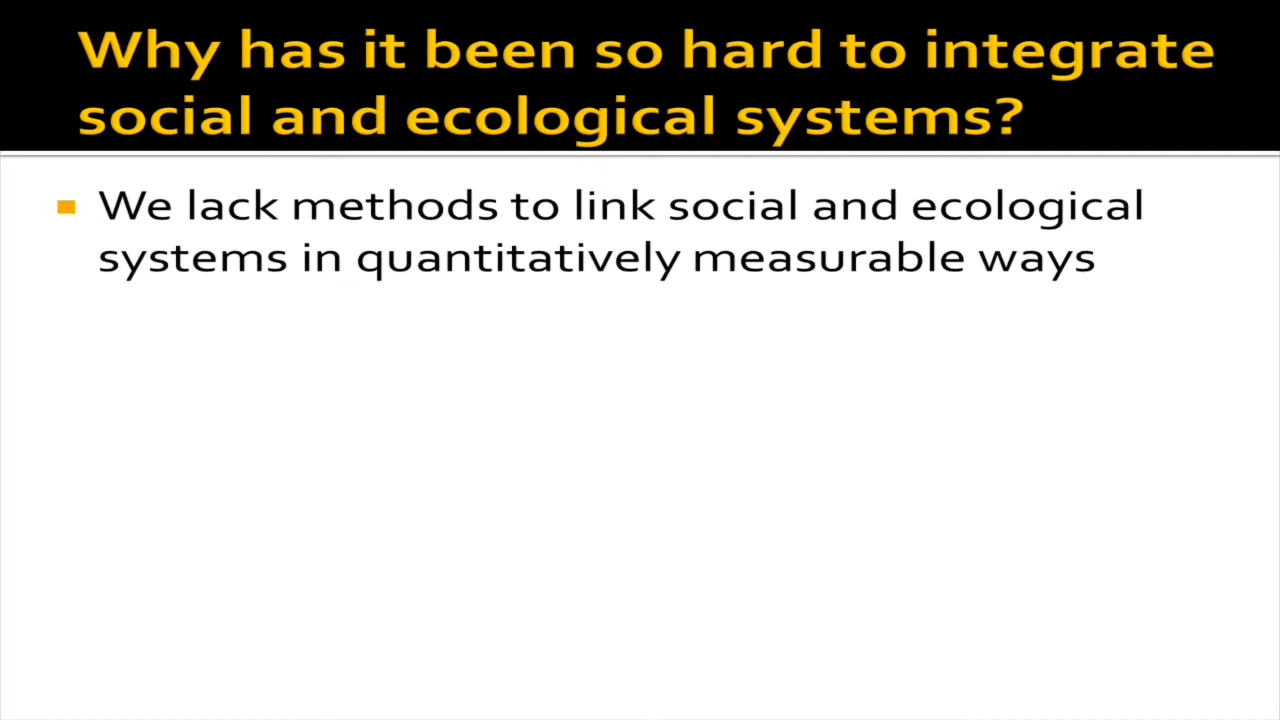 Why has it been so hard to integrate
social and ecological systems?
We lack methods to link social and ecological
systems in quantitatively measurable ways